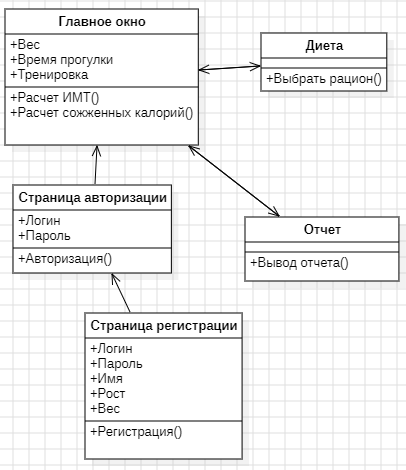 Главное окно
+Вес
+Время прогулки
+Тренировка
+Расчет ИМТ()
+Расчет сожженных калорий()
Диета
+Выбрать рацион()
Страница авторизации
+Логин
+Пароль
+Авторизация()
Отчет
+Вывод отчета()
Страница регистрации
+Логин
+Пароль
+Имя
+Рост
+Вес
+Регистрация()